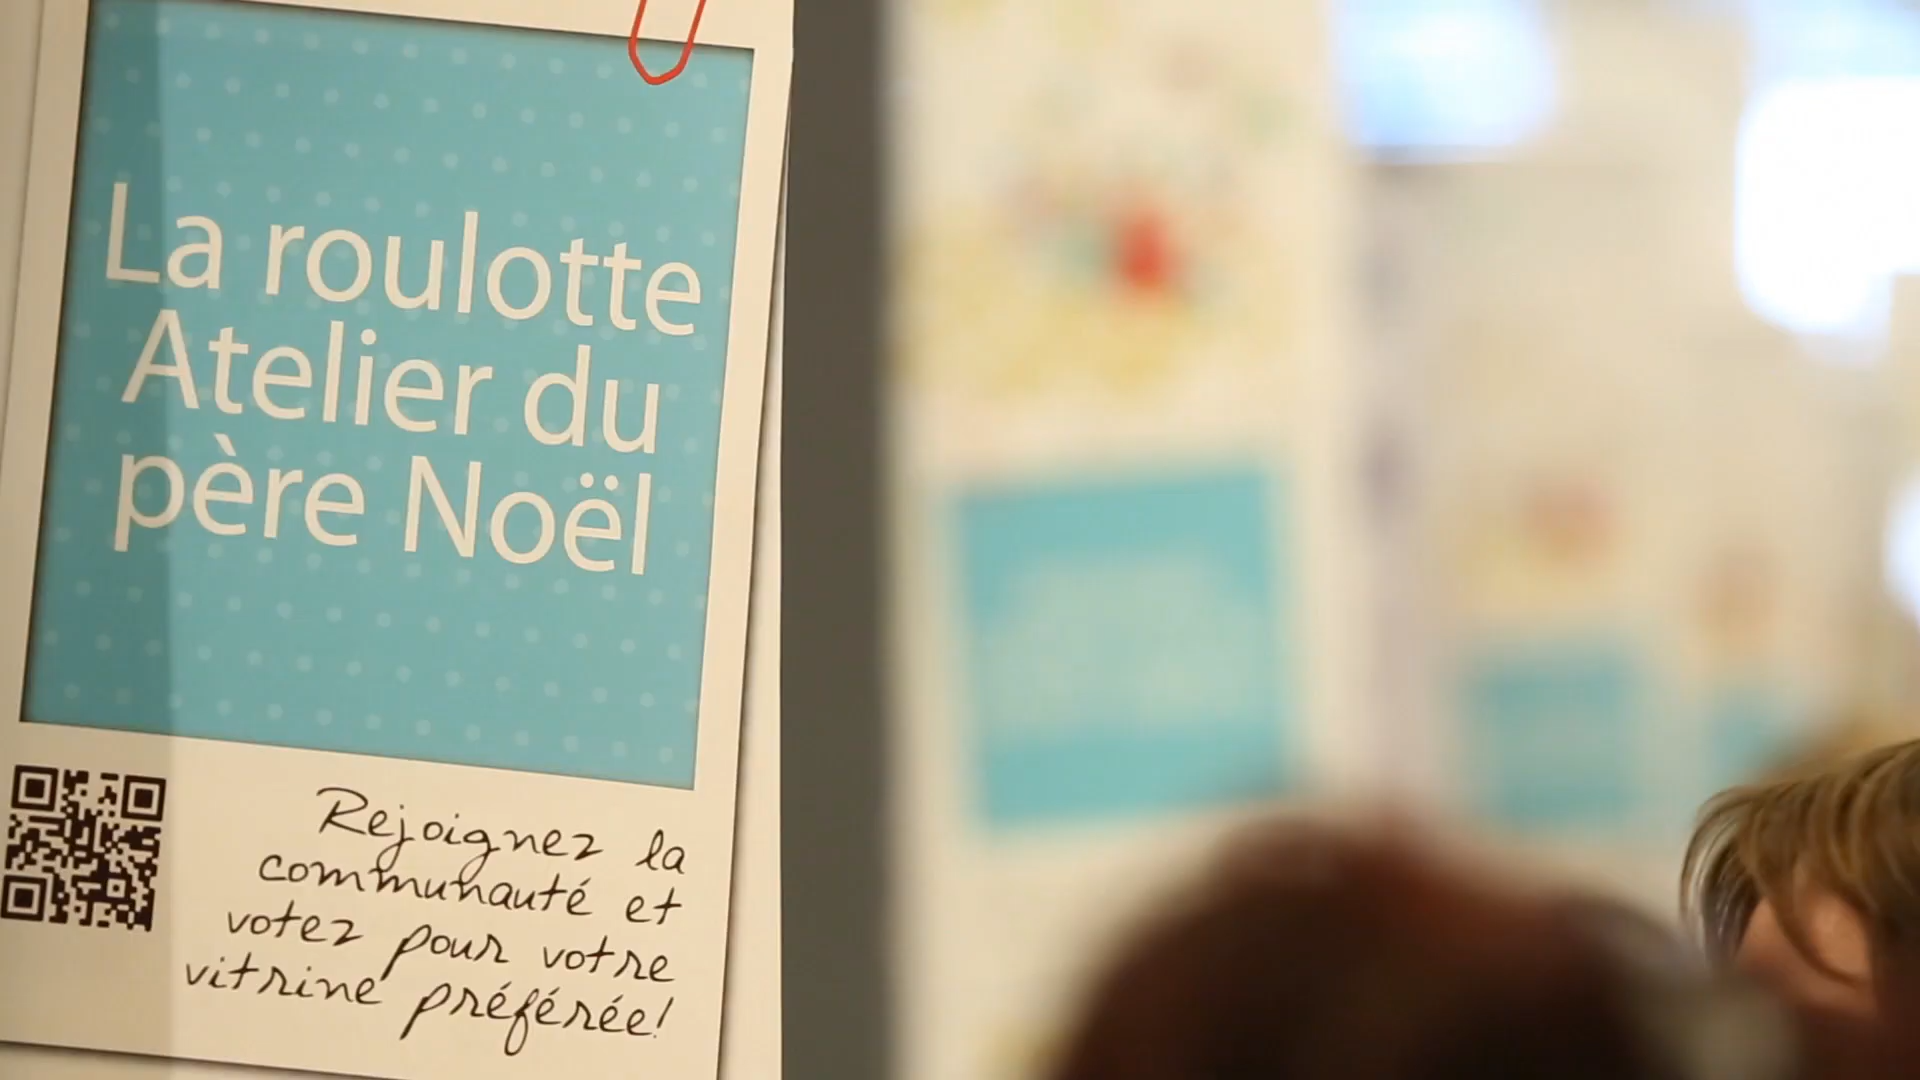 La roulotte
Atelier du
père Noël
Rejoignez la
communauté et
votez pour votre
vitrine préférée!